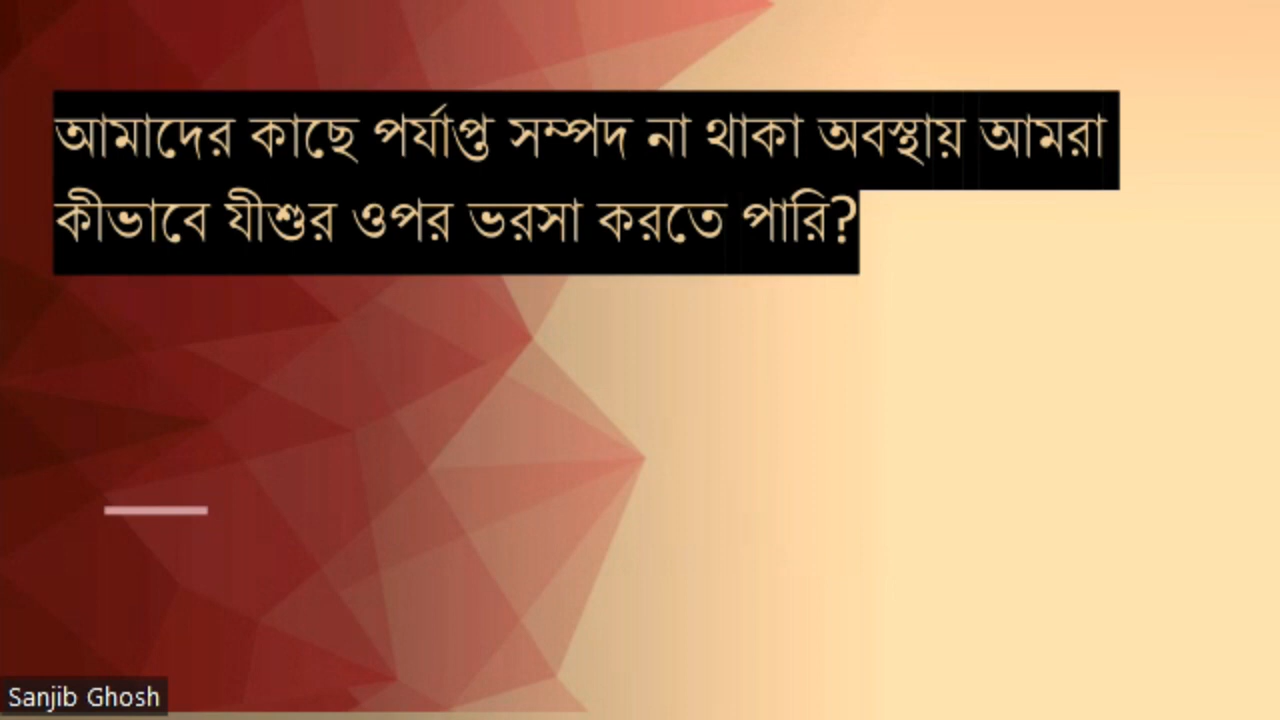 আমাদের কাছে পর্যাপ্ত সম্পদ না থাকা অবস্থায় আমরা
কীভাবে যীশুর ওপর ভরসা করতে পারি?
Sanjib Ghosh